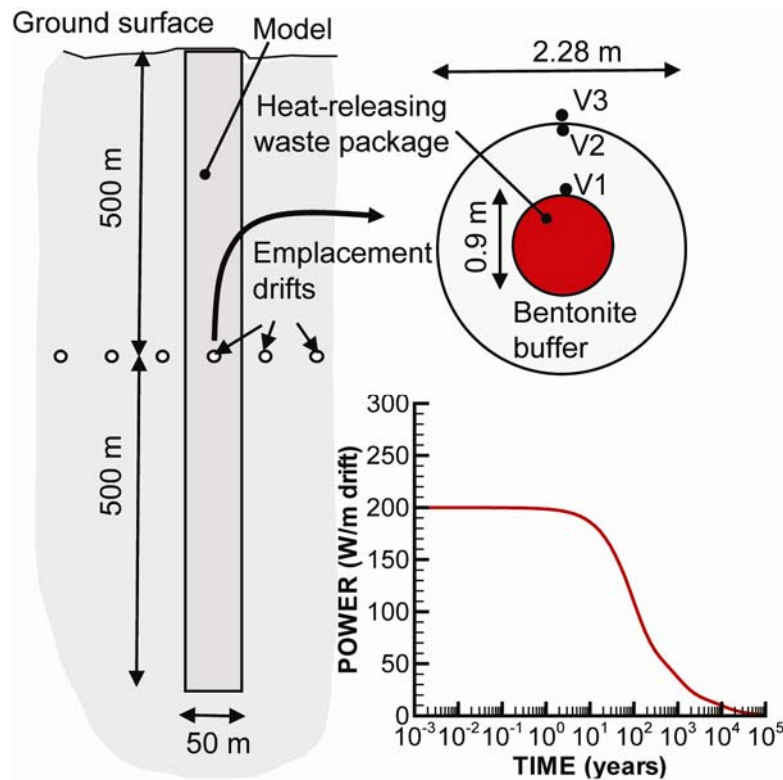 Ground surface
Model
2.28 m
Heat-releasing
waste package
V3
V2
V1
500 m
0.9 m
Emplacement
drifts
Bentonite
buffer
500 m
50 m
POWER (W/m drift)
300
250
200
150
100
50
0
10⁻³ 10⁻² 10⁻¹ 10⁰ 10¹ 10² 10³ 10⁴ 10⁵
TIME (years)